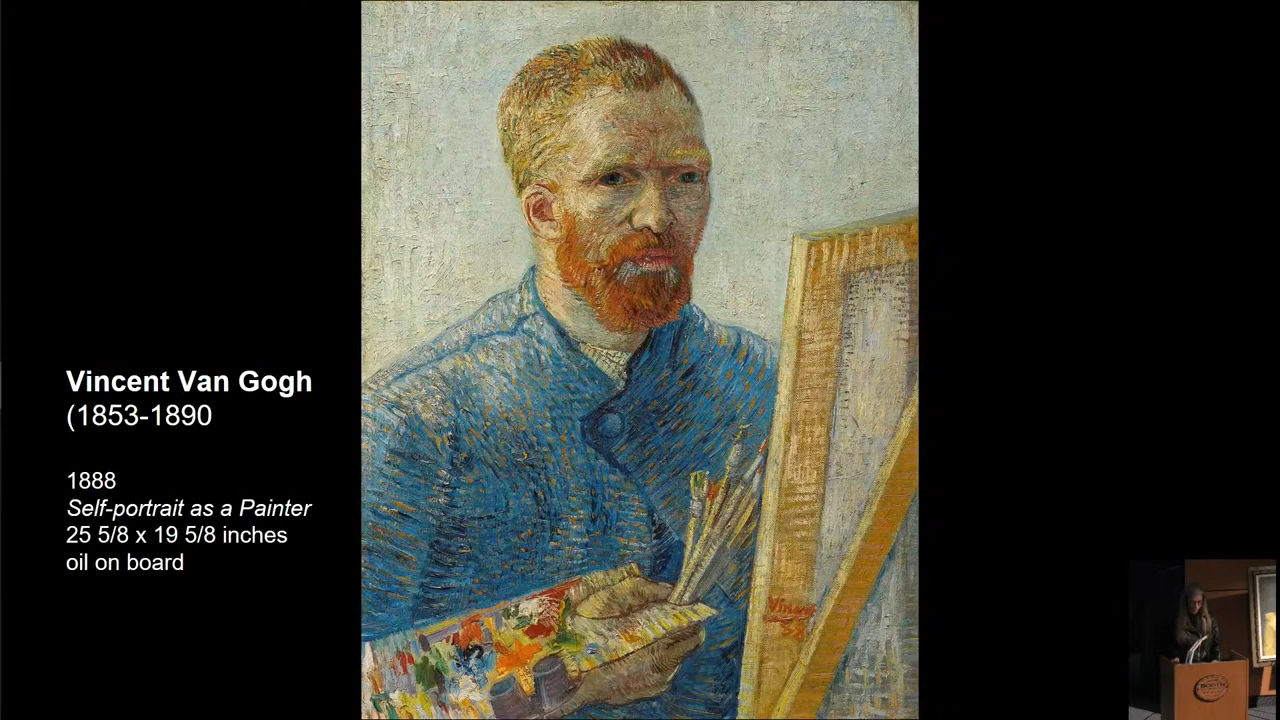 Vincent Van Gogh
(1853-1890
1888
Self-portrait as a Painter
25 5/8 x 19 5/8 inches
oil on board
Vincent
88
BOOTH